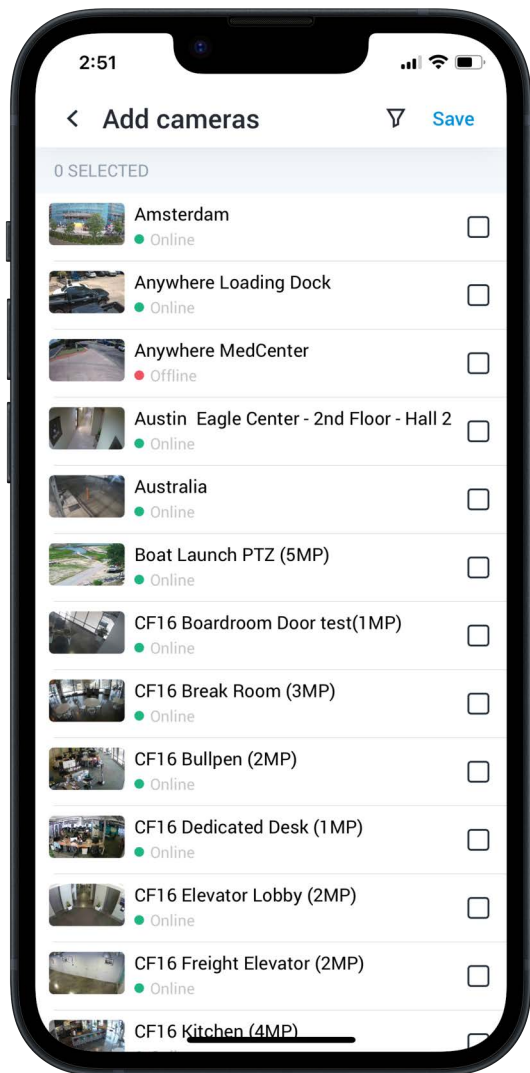 2:51
Add cameras
Save
0 SELECTED
Amsterdam
Online
Anywhere Loading Dock
Online
Anywhere MedCenter
Offline
Austin  Eagle Center - 2nd Floor - Hall 2
Online
Australia
Online
Boat Launch PTZ (5MP)
Online
CF16 Boardroom Door test(1MP)
Online
CF16 Break Room (3MP)
Online
CF16 Bullpen (2MP)
Online
CF16 Dedicated Desk (1MP)
Online
CF16 Elevator Lobby (2MP)
Online
CF16 Freight Elevator (2MP)
Online
CF16 Kitchen (4MP)